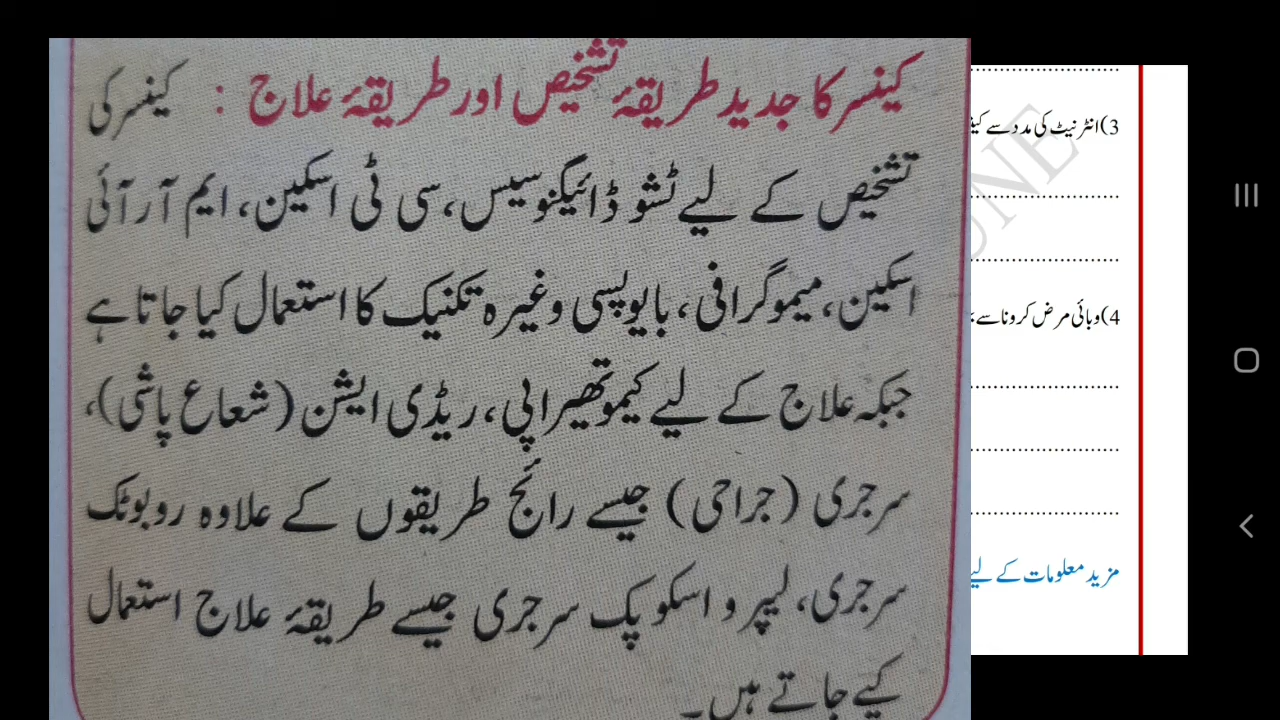 کینسر کا جدید طریقۂ تشخیص اور طریقۂ علاج : کینسر کی
تشخیص کے لیے ٹشو ڈائیگنوسیس، سی ٹی اسکین، ایم آر آئی
اسکین، میموگرافی، بایوپسی وغیرہ تکنیک کا استعمال کیا جاتا ہے
جبکہ علاج کے لیے کیموتھیراپی، ریڈی ایشن (شعاع پاشی)،
سرجری (جراحی) جیسے رائج طریقوں کے علاوہ روبوٹک
سرجری، لیپرو اسکوپک سرجری جیسے طریقۂ علاج استعمال
کیے جاتے ہیں۔
3) انٹرنیٹ کی مدد سے
4) وبائی مرض کرونا سے
مزید معلومات کے لیے
UNE